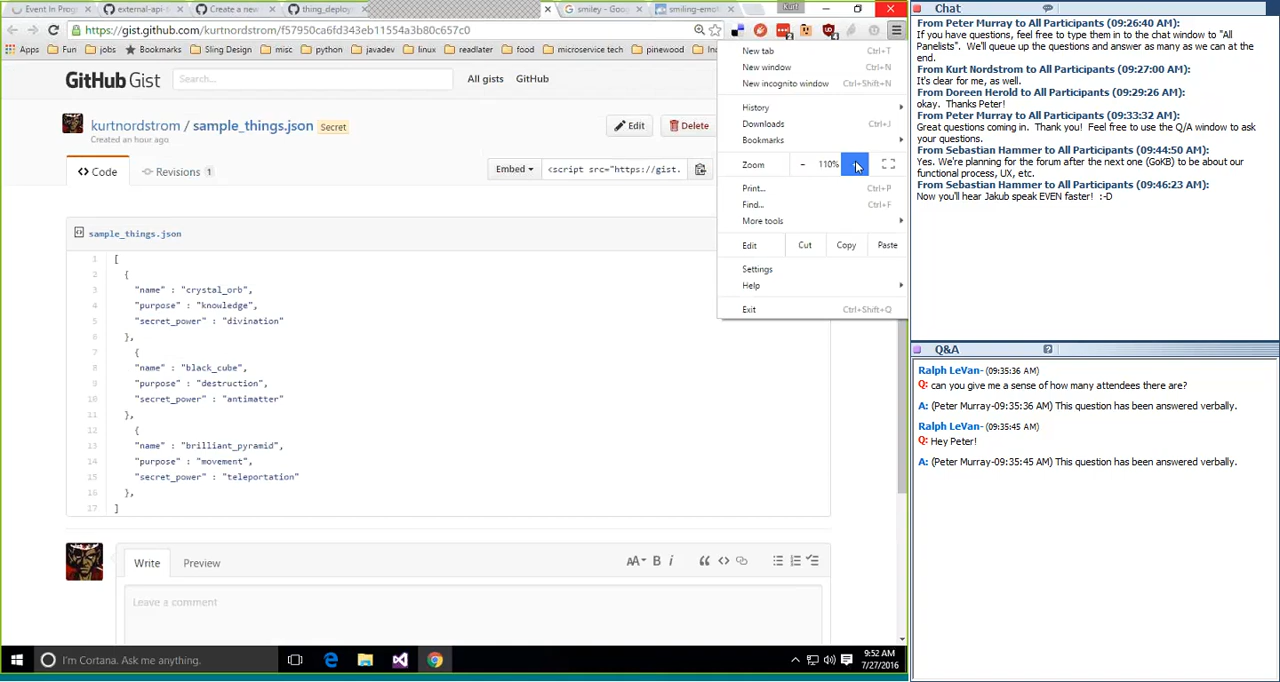 Event In Prog
external-api-
Create a new
thing_deploy
smiley - Goog
smiling-emot
Kurt
https://gist.github.com/kurtnordstrom/f57950ca6fd343eb11554a3b80c657c0
Apps Fun jobs Bookmarks Sling Design misc python javadev linux readlater food microservice tech pinewood
GitHub Gist Search... All gists GitHub
kurtnordstrom / sample_things.json Secret
Created an hour ago
Edit Delete
Code Revisions 1
Embed <script src="https://gist.
sample_things.json
1 [
2 {
3 "name" : "crystal_orb",
4 "purpose" : "knowledge",
5 "secret_power" : "divination"
6 },
7 {
8 "name" : "black_cube",
9 "purpose" : "destruction",
10 "secret_power" : "antimatter"
11 },
12 {
13 "name" : "brilliant_pyramid",
14 "purpose" : "movement",
15 "secret_power" : "teleportation"
16 },
17 ]
Write Preview
AA B i
Leave a comment
New tab Ctrl+T
New window Ctrl+N
New incognito window Ctrl+Shift+N
History
Downloads Ctrl+J
Bookmarks
Zoom - 110%
Print... Ctrl+P
Find... Ctrl+F
More tools
Edit Cut Copy Paste
Settings
Help
Exit Ctrl+Shift+Q
I'm Cortana. Ask me anything.
9:52 AM
7/27/2016
Chat
From Peter Murray to All Participants (09:26:40 AM):
If you have questions, feel free to type them in to the chat window to "All
Panelists". We'll queue up the questions and answer as many as we can at the
end.
From Kurt Nordstrom to All Participants (09:27:00 AM):
It's clear for me, as well.
From Doreen Herold to All Participants (09:29:26 AM):
okay. Thanks Peter!
From Peter Murray to All Participants (09:33:32 AM):
Great questions coming in. Thank you! Feel free to use the Q/A window to ask
your questions.
From Sebastian Hammer to All Participants (09:44:50 AM):
Yes. We're planning for the forum after the next one (GoKB) to be about our
functional process, UX, etc.
From Sebastian Hammer to All Participants (09:46:23 AM):
Now you'll hear Jakub speak EVEN faster! :-D
Q&A
Ralph LeVan- (09:35:36 AM)
Q: can you give me a sense of how many attendees there are?
A: (Peter Murray-09:35:36 AM) This question has been answered verbally.
Ralph LeVan- (09:35:45 AM)
Q: Hey Peter!
A: (Peter Murray-09:35:45 AM) This question has been answered verbally.